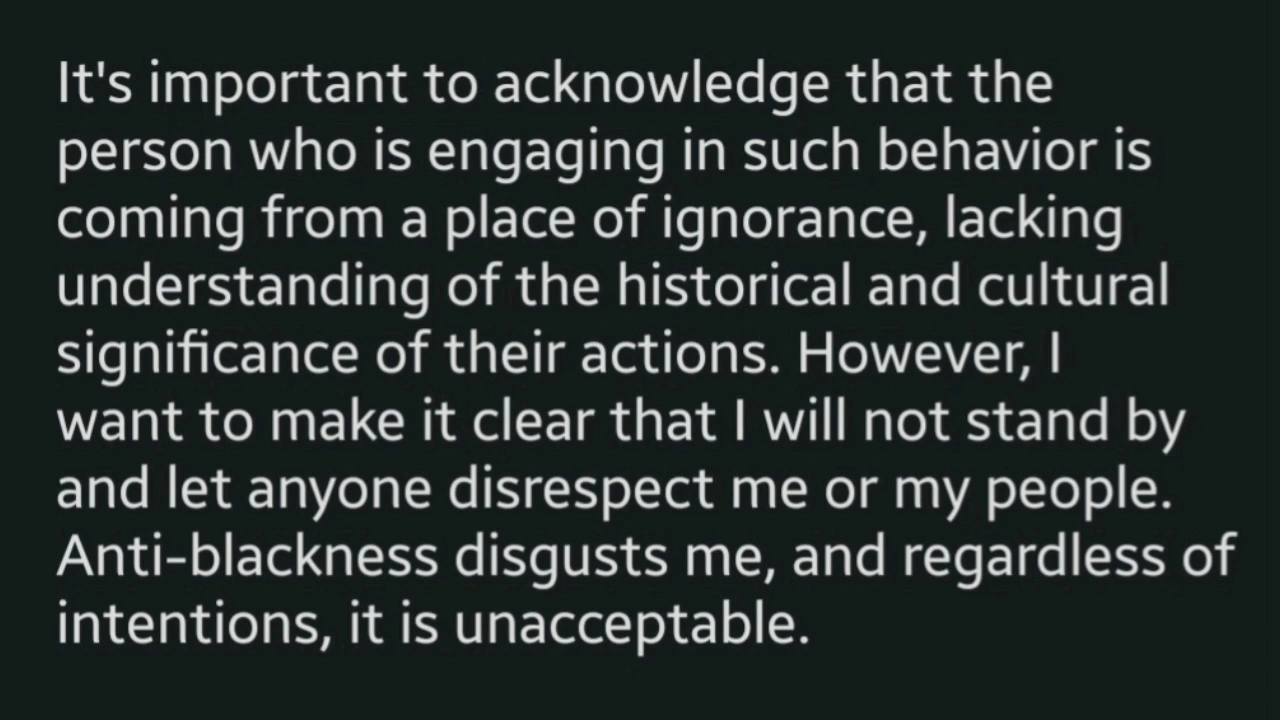 It's important to acknowledge that the
person who is engaging in such behavior is
coming from a place of ignorance, lacking
understanding of the historical and cultural
significance of their actions. However, I
want to make it clear that I will not stand by
and let anyone disrespect me or my people.
Anti-blackness disgusts me, and regardless of
intentions, it is unacceptable.